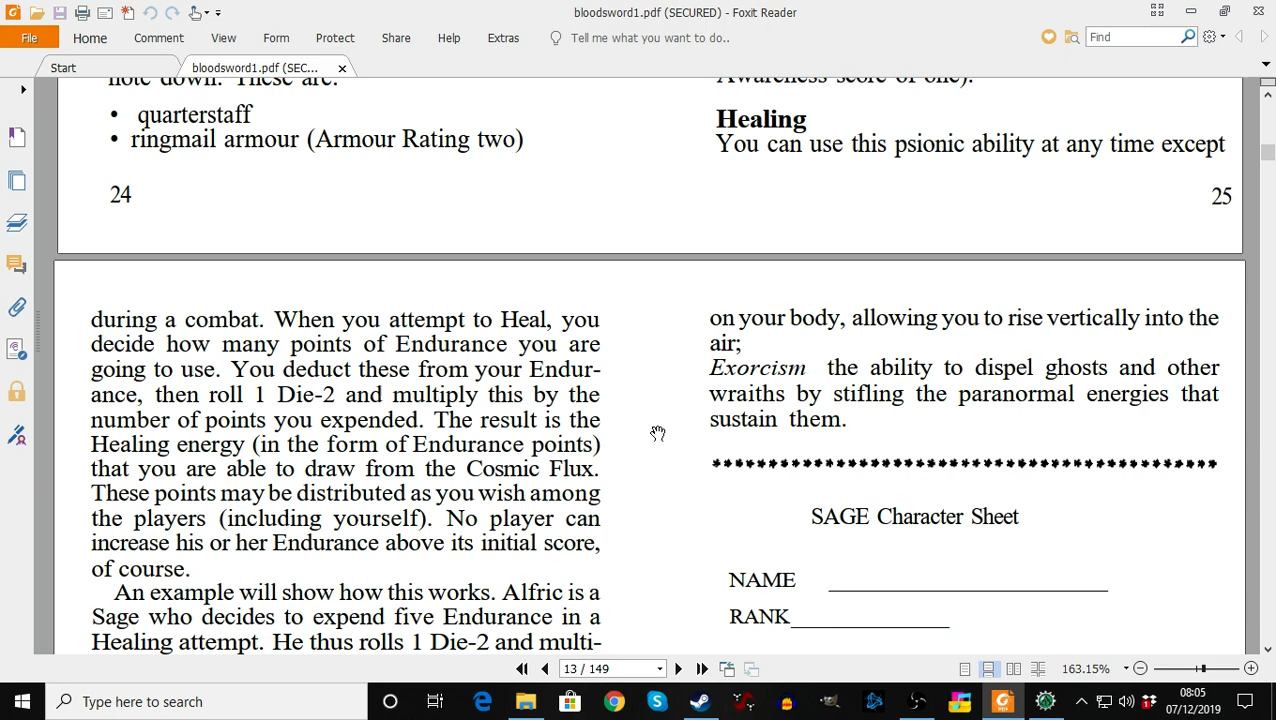 bloodsword1.pdf (SECURED) - Foxit Reader
File Home Comment View Form Protect Share Help Extras Tell me what you want to do.. Find
Start bloodsword1.pdf (SEC...
note down. These are:
• quarterstaff
• ringmail armour (Armour Rating two)
24
Awareness score of one).
Healing
You can use this psionic ability at any time except
25
during a combat. When you attempt to Heal, you
decide how many points of Endurance you are
going to use. You deduct these from your Endur-
ance, then roll 1 Die-2 and multiply this by the
number of points you expended. The result is the
Healing energy (in the form of Endurance points)
that you are able to draw from the Cosmic Flux.
These points may be distributed as you wish among
the players (including yourself). No player can
increase his or her Endurance above its initial score,
of course.
An example will show how this works. Alfric is a
Sage who decides to expend five Endurance in a
Healing attempt. He thus rolls 1 Die-2 and multi-
on your body, allowing you to rise vertically into the
air;
Exorcism the ability to dispel ghosts and other
wraiths by stifling the paranormal energies that
sustain them.
SAGE Character Sheet
NAME
RANK
13 / 149
163.15%
Type here to search
08:05
07/12/2019